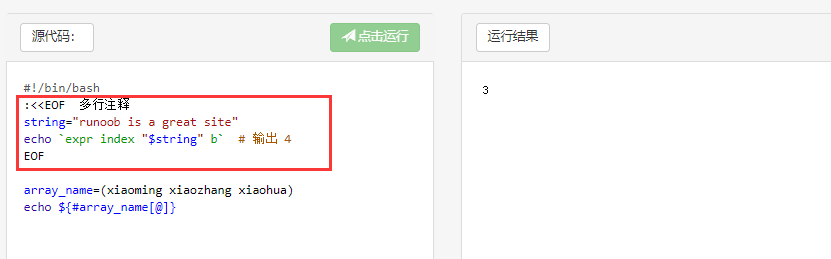 源代码:
点击运行
运行结果
#!/bin/bash
:<<EOF  多行注释
string="runoob is a great site"
echo `expr index "$string" b`  # 输出 4
EOF
array_name=(xiaoming xiaozhang xiaohua)
echo ${#array_name[@]}
3